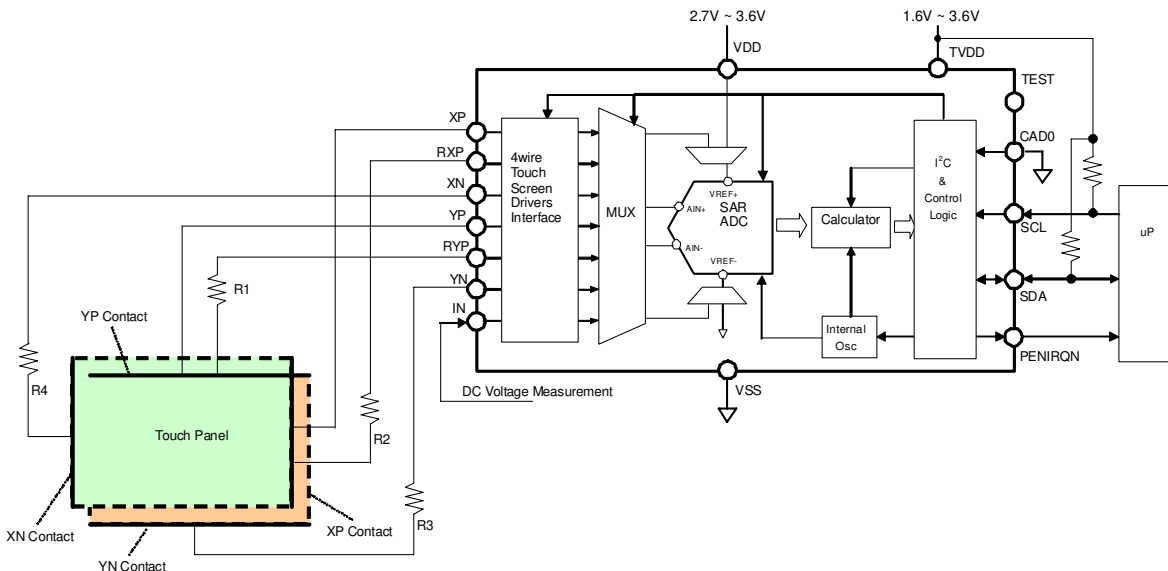 2.7V ~ 3.6V
1.6V ~ 3.6V
VDD
TVDD
TEST
XP
RXP
XN
YP
RYP
YN
IN
4wire
Touch
Screen
Drivers
Interface
MUX
VREF+
AIN+
SAR
ADC
AIN-
VREF-
Calculator
Internal
Osc
I²C
&
Control
Logic
CAD0
SCL
SDA
PENIRQN
uP
VSS
DC Voltage Measurement
R1
YP Contact
R4
R2
Touch Panel
R3
XN Contact
XP Contact
YN Contact